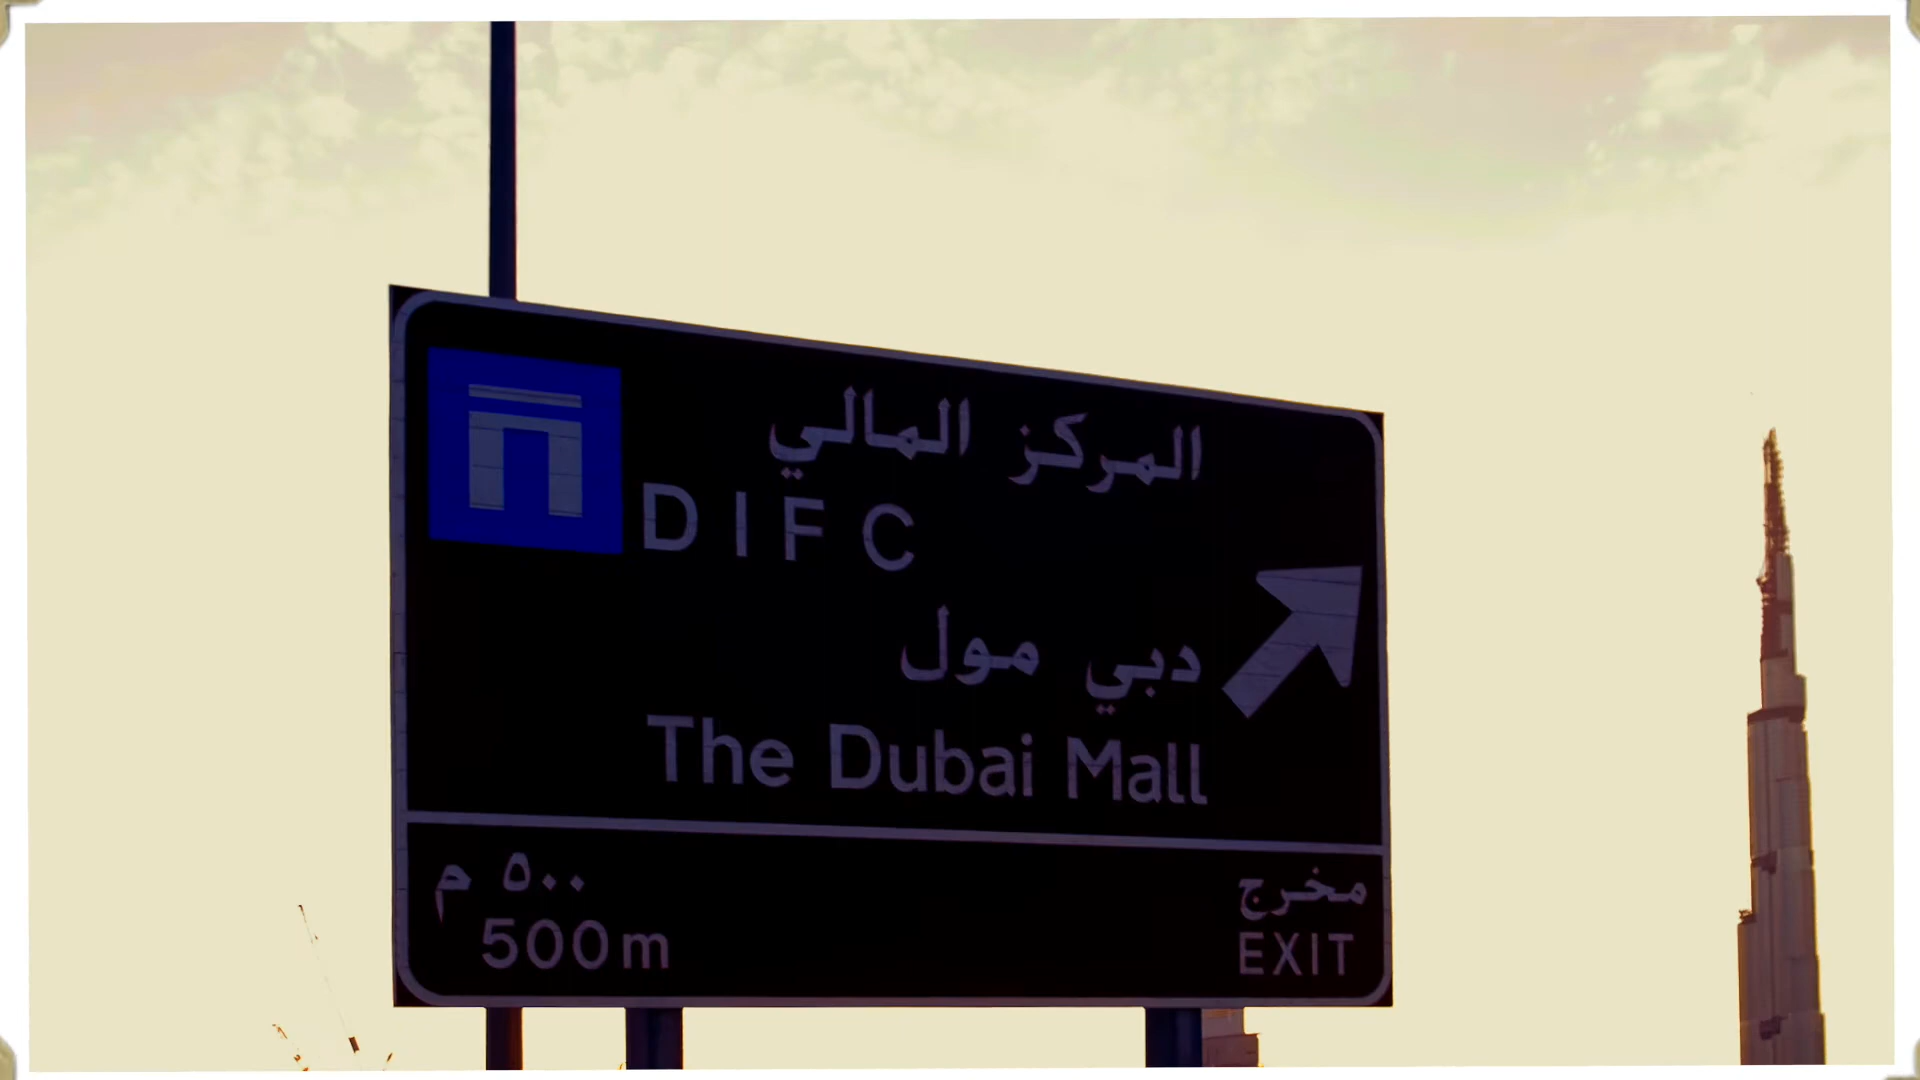 المركز المالي
DIFC
دبي مول
The Dubai Mall
٥٠٠ م
500m
مخرج
EXIT